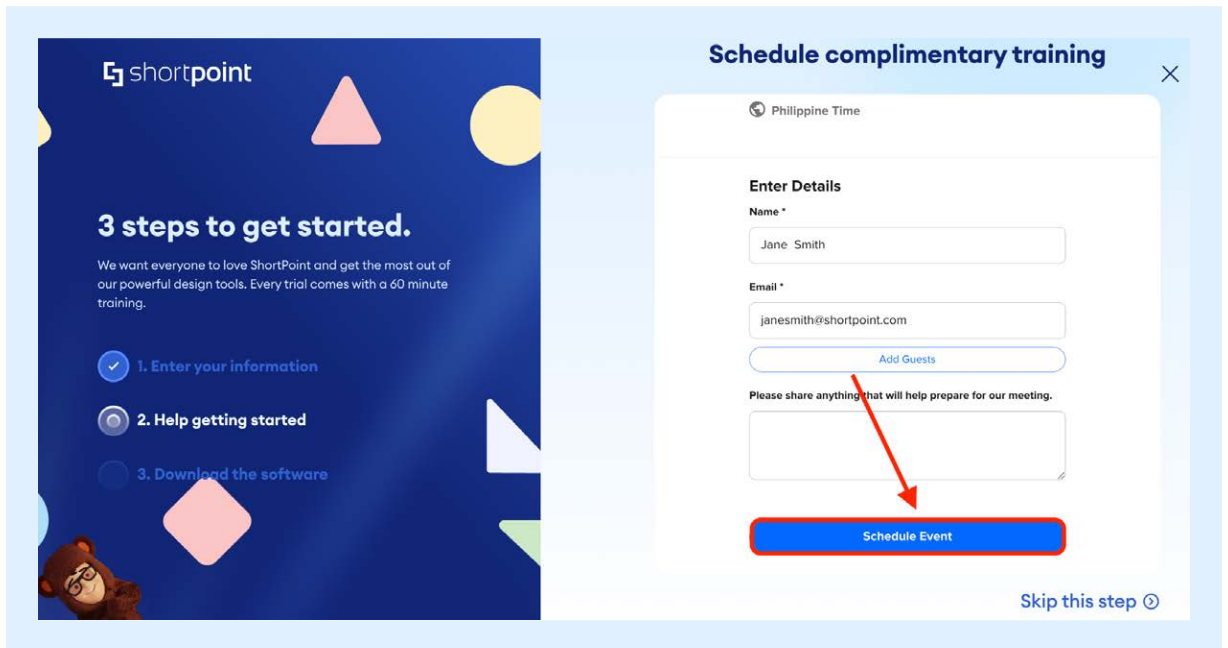 shortpoint
3 steps to get started.
We want everyone to love ShortPoint and get the most out of
our powerful design tools. Every trial comes with a 60 minute
training.
1. Enter your information
2. Help getting started
3. Download the software
Schedule complimentary training
Philippine Time
Enter Details
Name *
Jane Smith
Email *
janesmith@shortpoint.com
Add Guests
Please share anything that will help prepare for our meeting.
Schedule Event
Skip this step